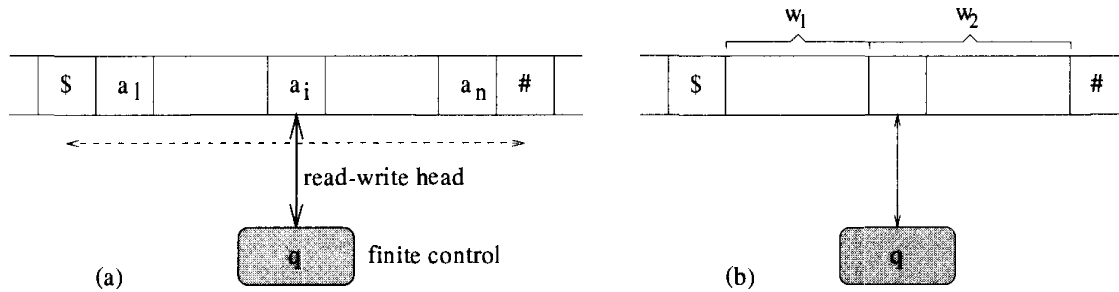 w1 w2
$ a1 ai an # $ #
read-write head
q finite control q
(a) (b)